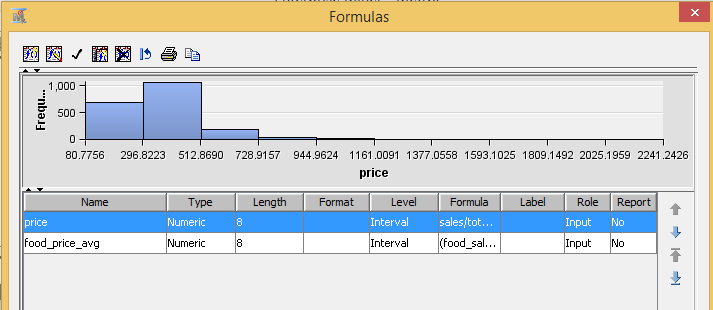 Formulas
Frequ...
1,000
500
0
80.7756 296.8223 512.8690 728.9157 944.9624 1161.0091 1377.0558 1593.1025 1809.1492 2025.1959 2241.2426
price
Name Type Length Format Level Formula Label Role Report
price Numeric 8 Interval sales/tot... Input No
food_price_avg Numeric 8 Interval (food_sal... Input No